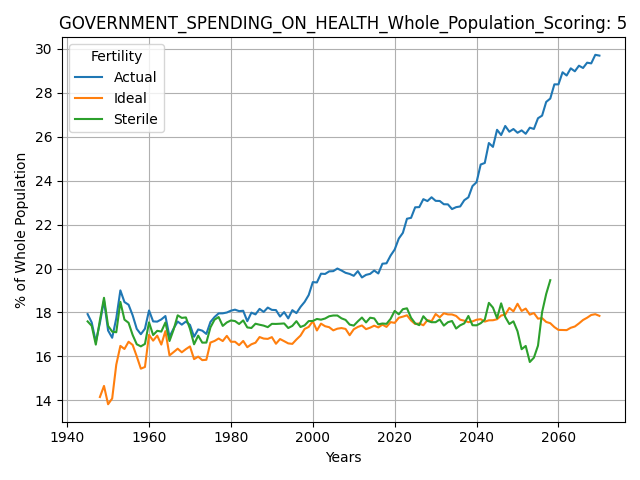 GOVERNMENT_SPENDING_ON_HEALTH_Whole_Population_Scoring: 5
Fertility
Actual
Ideal
Sterile
% of Whole Population
30
28
26
24
22
20
18
16
14
1940 1960 1980 2000 2020 2040 2060
Years